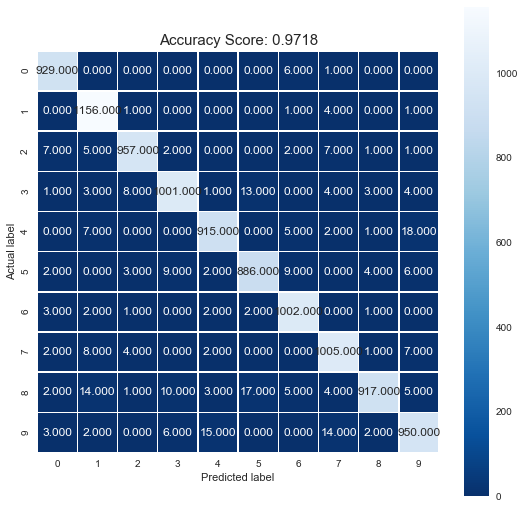 Accuracy Score: 0.9718
0 929.000 0.000 0.000 0.000 0.000 0.000 6.000 1.000 0.000 0.000
1 0.000 1156.000 1.000 0.000 0.000 0.000 1.000 4.000 0.000 1.000
2 7.000 5.000 957.000 2.000 0.000 0.000 2.000 7.000 1.000 1.000
3 1.000 3.000 8.000 1001.000 1.000 13.000 0.000 4.000 3.000 4.000
4 0.000 7.000 0.000 0.000 915.000 0.000 5.000 2.000 1.000 18.000
5 2.000 0.000 3.000 9.000 2.000 886.000 9.000 0.000 4.000 6.000
6 3.000 2.000 1.000 0.000 2.000 2.000 1002.000 0.000 1.000 0.000
7 2.000 8.000 4.000 0.000 2.000 0.000 0.000 1005.000 1.000 7.000
8 2.000 14.000 1.000 10.000 3.000 17.000 5.000 4.000 917.000 5.000
9 3.000 2.000 0.000 6.000 15.000 0.000 0.000 14.000 2.000 950.000
0 1 2 3 4 5 6 7 8 9
Predicted label
Actual label
1000
800
600
400
200
0